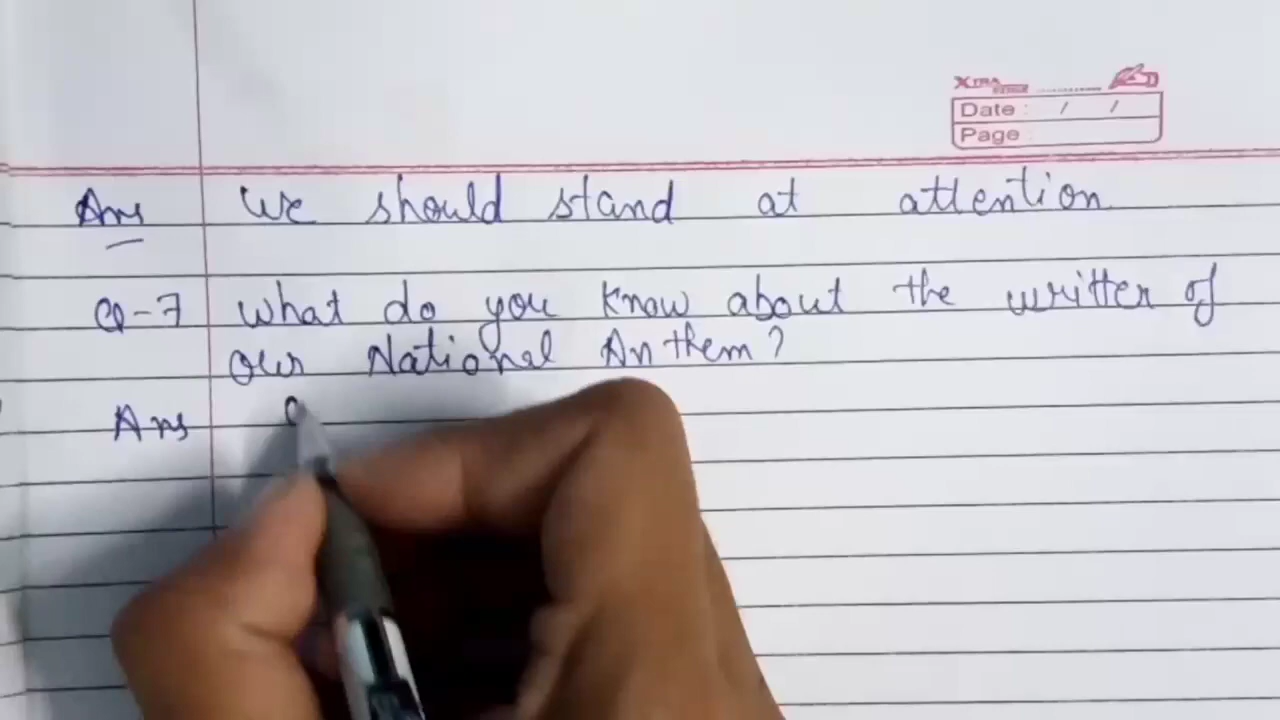 XTRA
Date : / /
Page
Ans We should stand at attention
Q-7 What do you know about the writter of
our National Anthem?
Ans